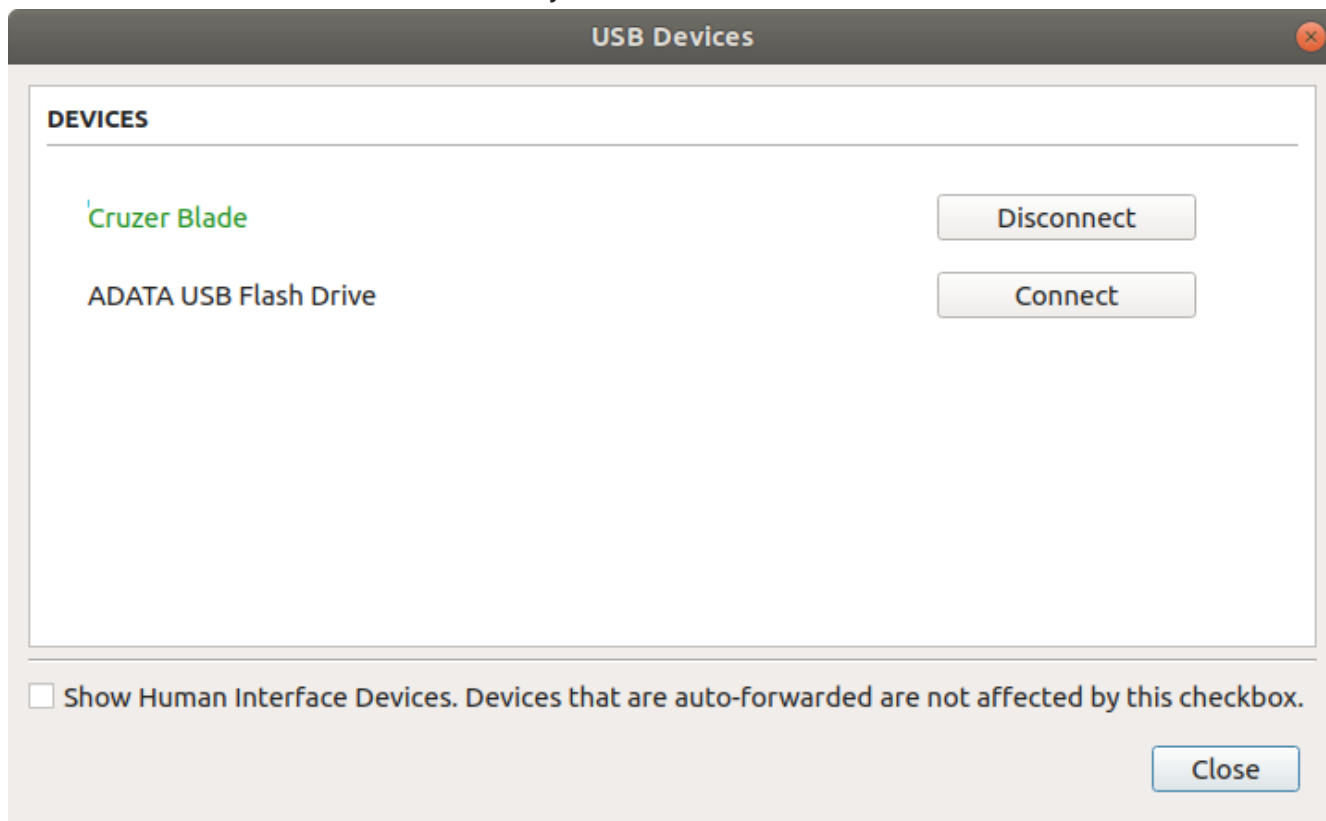 USB Devices
DEVICES
Cruzer Blade
Disconnect
ADATA USB Flash Drive
Connect
Show Human Interface Devices. Devices that are auto-forwarded are not affected by this checkbox.
Close